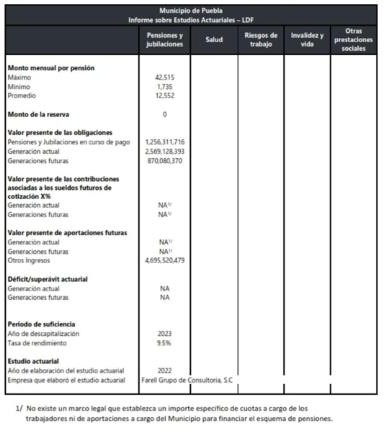 Municipio de Puebla
Informe sobre Estudios Actuariales – LDF
Pensiones y jubilaciones Salud Riesgos de trabajo Invalidez y vida Otras prestaciones sociales
Monto mensual por pensión
Máximo 42,515
Mínimo 1,735
Promedio 12,552
Monto de la reserva 0
Valor presente de las obligaciones
Pensiones y Jubilaciones en curso de pago 1,256,311,716
Generación actual 2,569,128,393
Generaciones futuras 870,080,370
Valor presente de las contribuciones
asociadas a los sueldos futuros de
cotización X%
Generación actual NA1/
Generaciones futuras NA1/
Valor presente de aportaciones futuras
Generación actual NA1/
Generaciones futuras NA1/
Otros Ingresos 4,695,520,479
Déficit/superávit actuarial
Generación actual NA
Generaciones futuras NA
Periodo de suficiencia
Año de descapitalización 2023
Tasa de rendimiento 9.5%
Estudio actuarial
Año de elaboración del estudio actuarial 2022
Empresa que elaboró el estudio actuarial Farell Grupo de Consultoría, S.C
1/ No existe un marco legal que establezca un importe específico de cuotas a cargo de los
trabajadores ni de aportaciones a cargo del Municipio para financiar el esquema de pensiones.